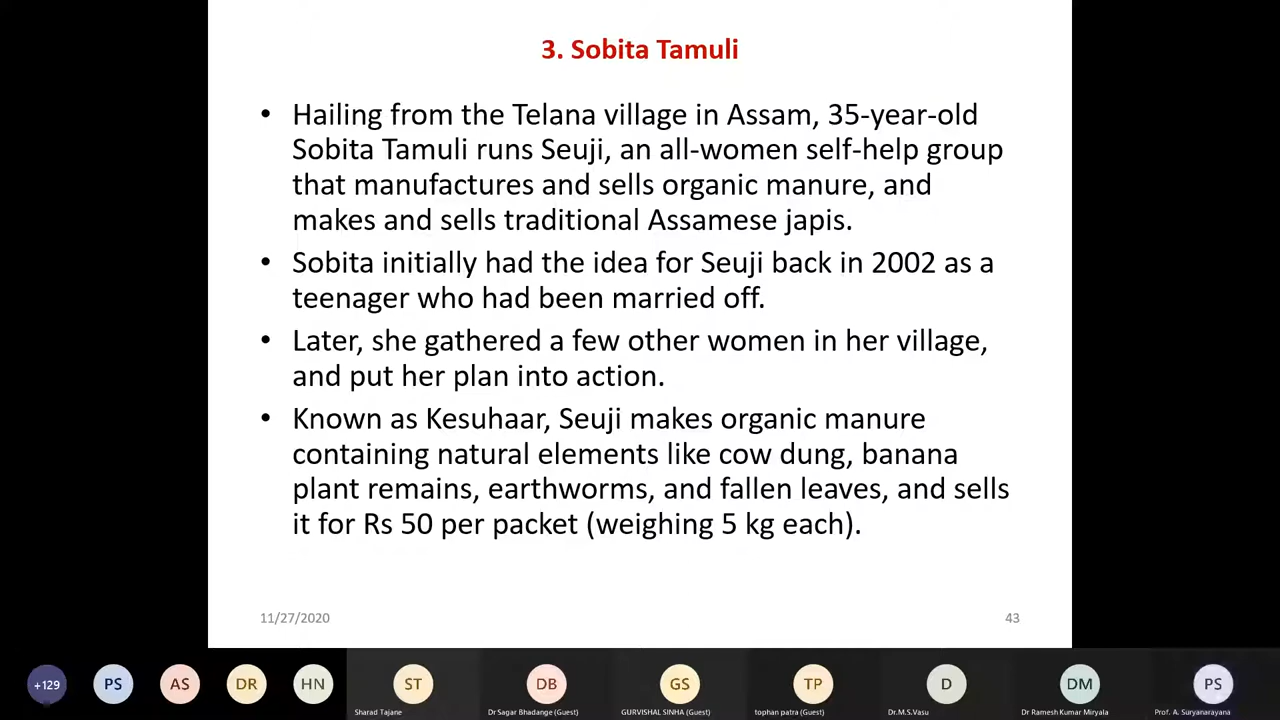 3. Sobita Tamuli
• Hailing from the Telana village in Assam, 35-year-old
Sobita Tamuli runs Seuji, an all-women self-help group
that manufactures and sells organic manure, and
makes and sells traditional Assamese japis.
• Sobita initially had the idea for Seuji back in 2002 as a
teenager who had been married off.
• Later, she gathered a few other women in her village,
and put her plan into action.
• Known as Kesuhaar, Seuji makes organic manure
containing natural elements like cow dung, banana
plant remains, earthworms, and fallen leaves, and sells
it for Rs 50 per packet (weighing 5 kg each).
11/27/2020 43
+129 PS AS DR HN ST DB GS TP D DM PS
Sharad Tajane Dr Sagar Bhadange (Guest) GURVISHAL SINHA (Guest) tophan patra (Guest) Dr.M.S.Vasu Dr Ramesh Kumar Miryala Prof. A. Suryanarayana